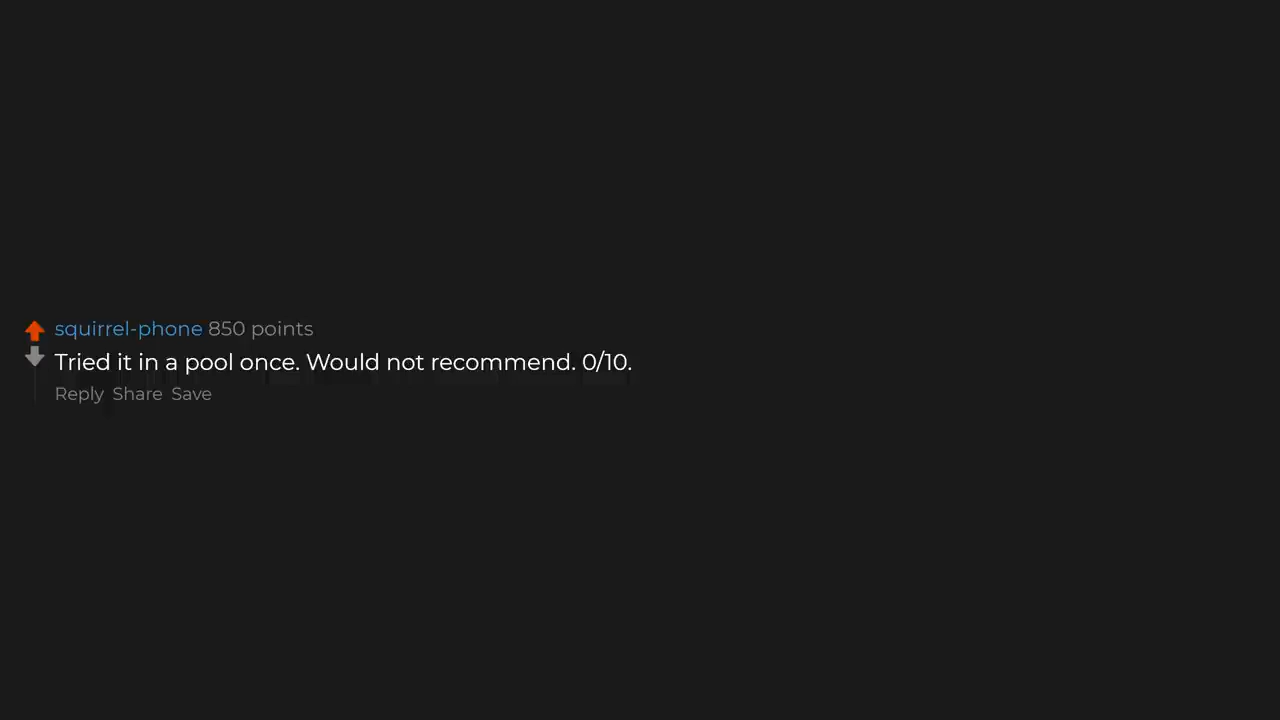 squirrel-phone 850 points
Tried it in a pool once. Would not recommend. 0/10.
Reply Share Save